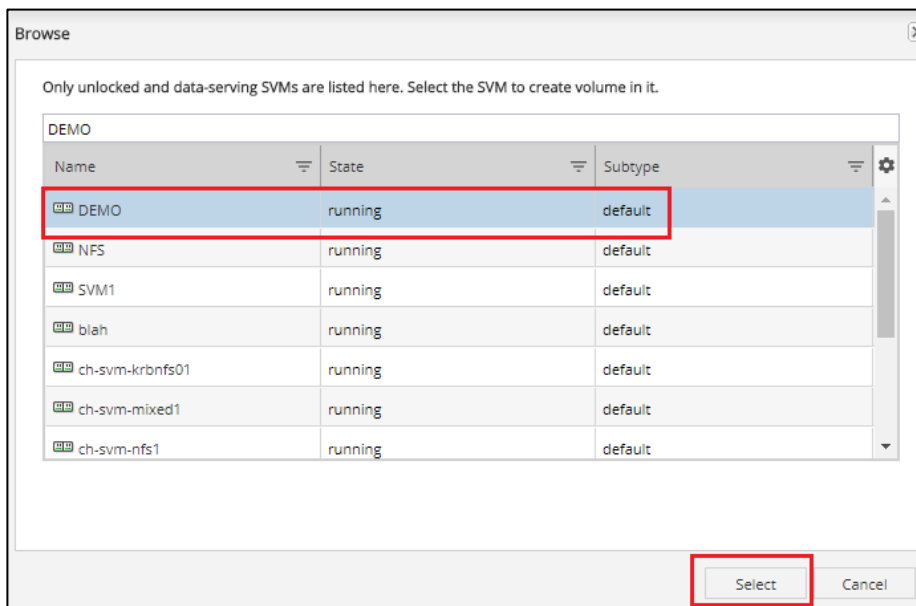 Browse
Only unlocked and data-serving SVMs are listed here. Select the SVM to create volume in it.
DEMO
Name State Subtype
DEMO running default
NFS running default
SVM1 running default
blah running default
ch-svm-krbnfs01 running default
ch-svm-mixed1 running default
ch-svm-nfs1 running default
Select Cancel